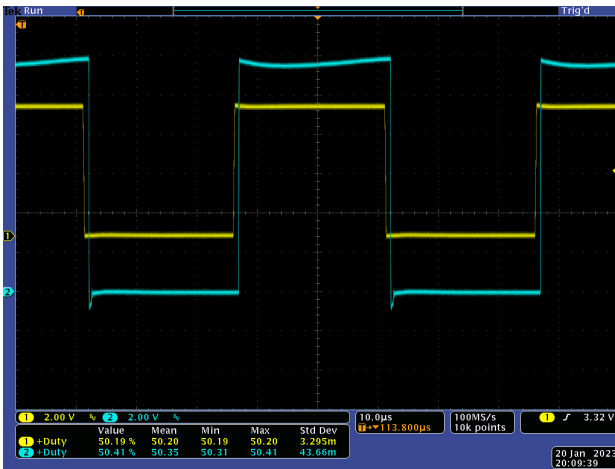 Tek Run Trig'd
T
1
2
1 2.00 V 2 2.00 V 10.0µs 100MS/s 1 3.32 V
T→▼113.800µs 10k points
Value Mean Min Max Std Dev
1 +Duty 50.19 % 50.20 50.19 50.20 3.295m
2 +Duty 50.41 % 50.35 50.31 50.41 43.66m
20 Jan
20:09:39